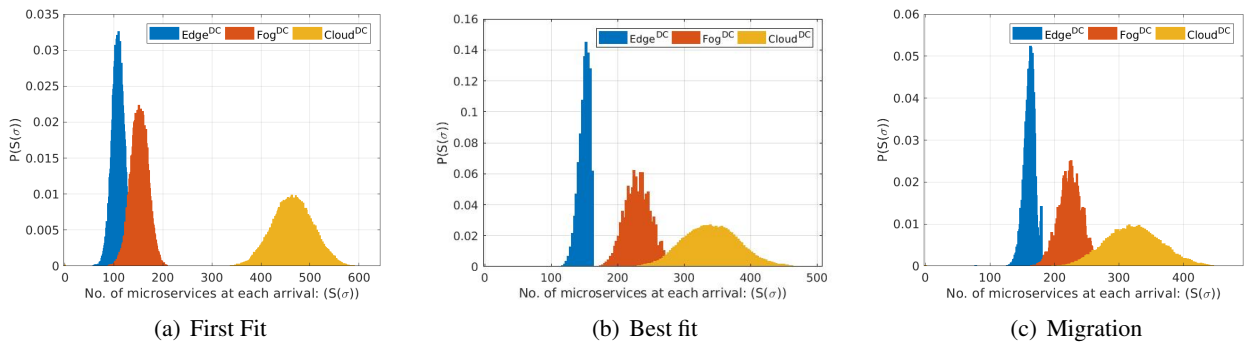 0.035
0.03
0.025
0.02
0.015
0.01
0.005
0
P(S(σ))
Edge^DC Fog^DC Cloud^DC
0 100 200 300 400 500 600
No. of microservices at each arrival: (S(σ))
(a) First Fit
0.16
0.14
0.12
0.10
0.08
0.06
0.04
0.02
0.00
P(S(σ))
Edge^DC Fog^DC Cloud^DC
0 100 200 300 400 500
No. of microservices at each arrival: (S(σ))
(b) Best fit
0.06
0.05
0.04
0.03
0.02
0.01
0
P(S(σ))
Edge^DC Fog^DC Cloud^DC
0 100 200 300 400
No. of microservices at each arrival: (S(σ))
(c) Migration